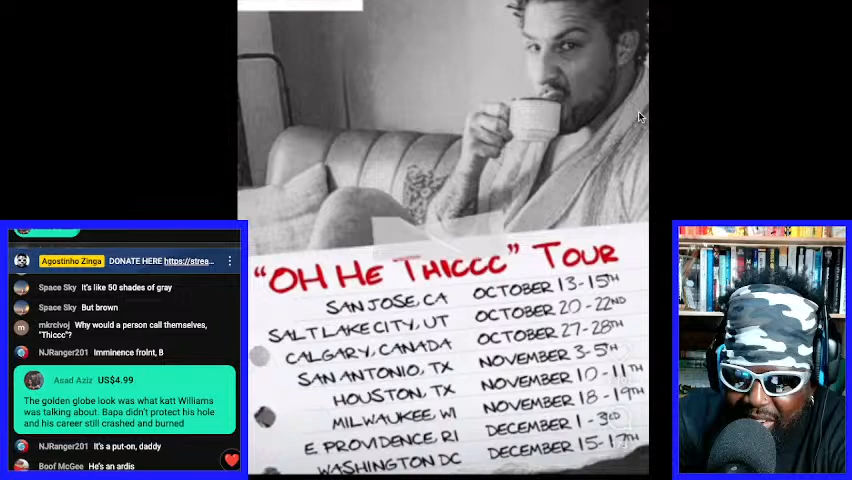 "OH HE THICCC" TOUR
SAN JOSE, CA OCTOBER 13-15TH
SALT LAKE CITY, UT OCTOBER 20-22ND
CALGARY, CANADA OCTOBER 27-28TH
SAN ANTONIO, TX NOVEMBER 3-5TH
HOUSTON, TX NOVEMBER 10-11TH
MILWAUKEE, WI NOVEMBER 18-19TH
E. PROVIDENCE, RI DECEMBER 1-3RD
WASHINGTON DC DECEMBER 15-17TH
Agostinho Zinga DONATE HERE https://strea...
Space Sky It's like 50 shades of gray
Space Sky But brown
mkrcivoj Why would a person call themselves,
"Thiccc"?
NJRanger201 Imminence froInt, B
Asad Aziz US$4.99
The golden globe look was what katt Williams
was talking about. Bapa didn't protect his hole
and his career still crashed and burned
NJRanger201 It's a put-on, daddy
Boof McGee He's an ardis